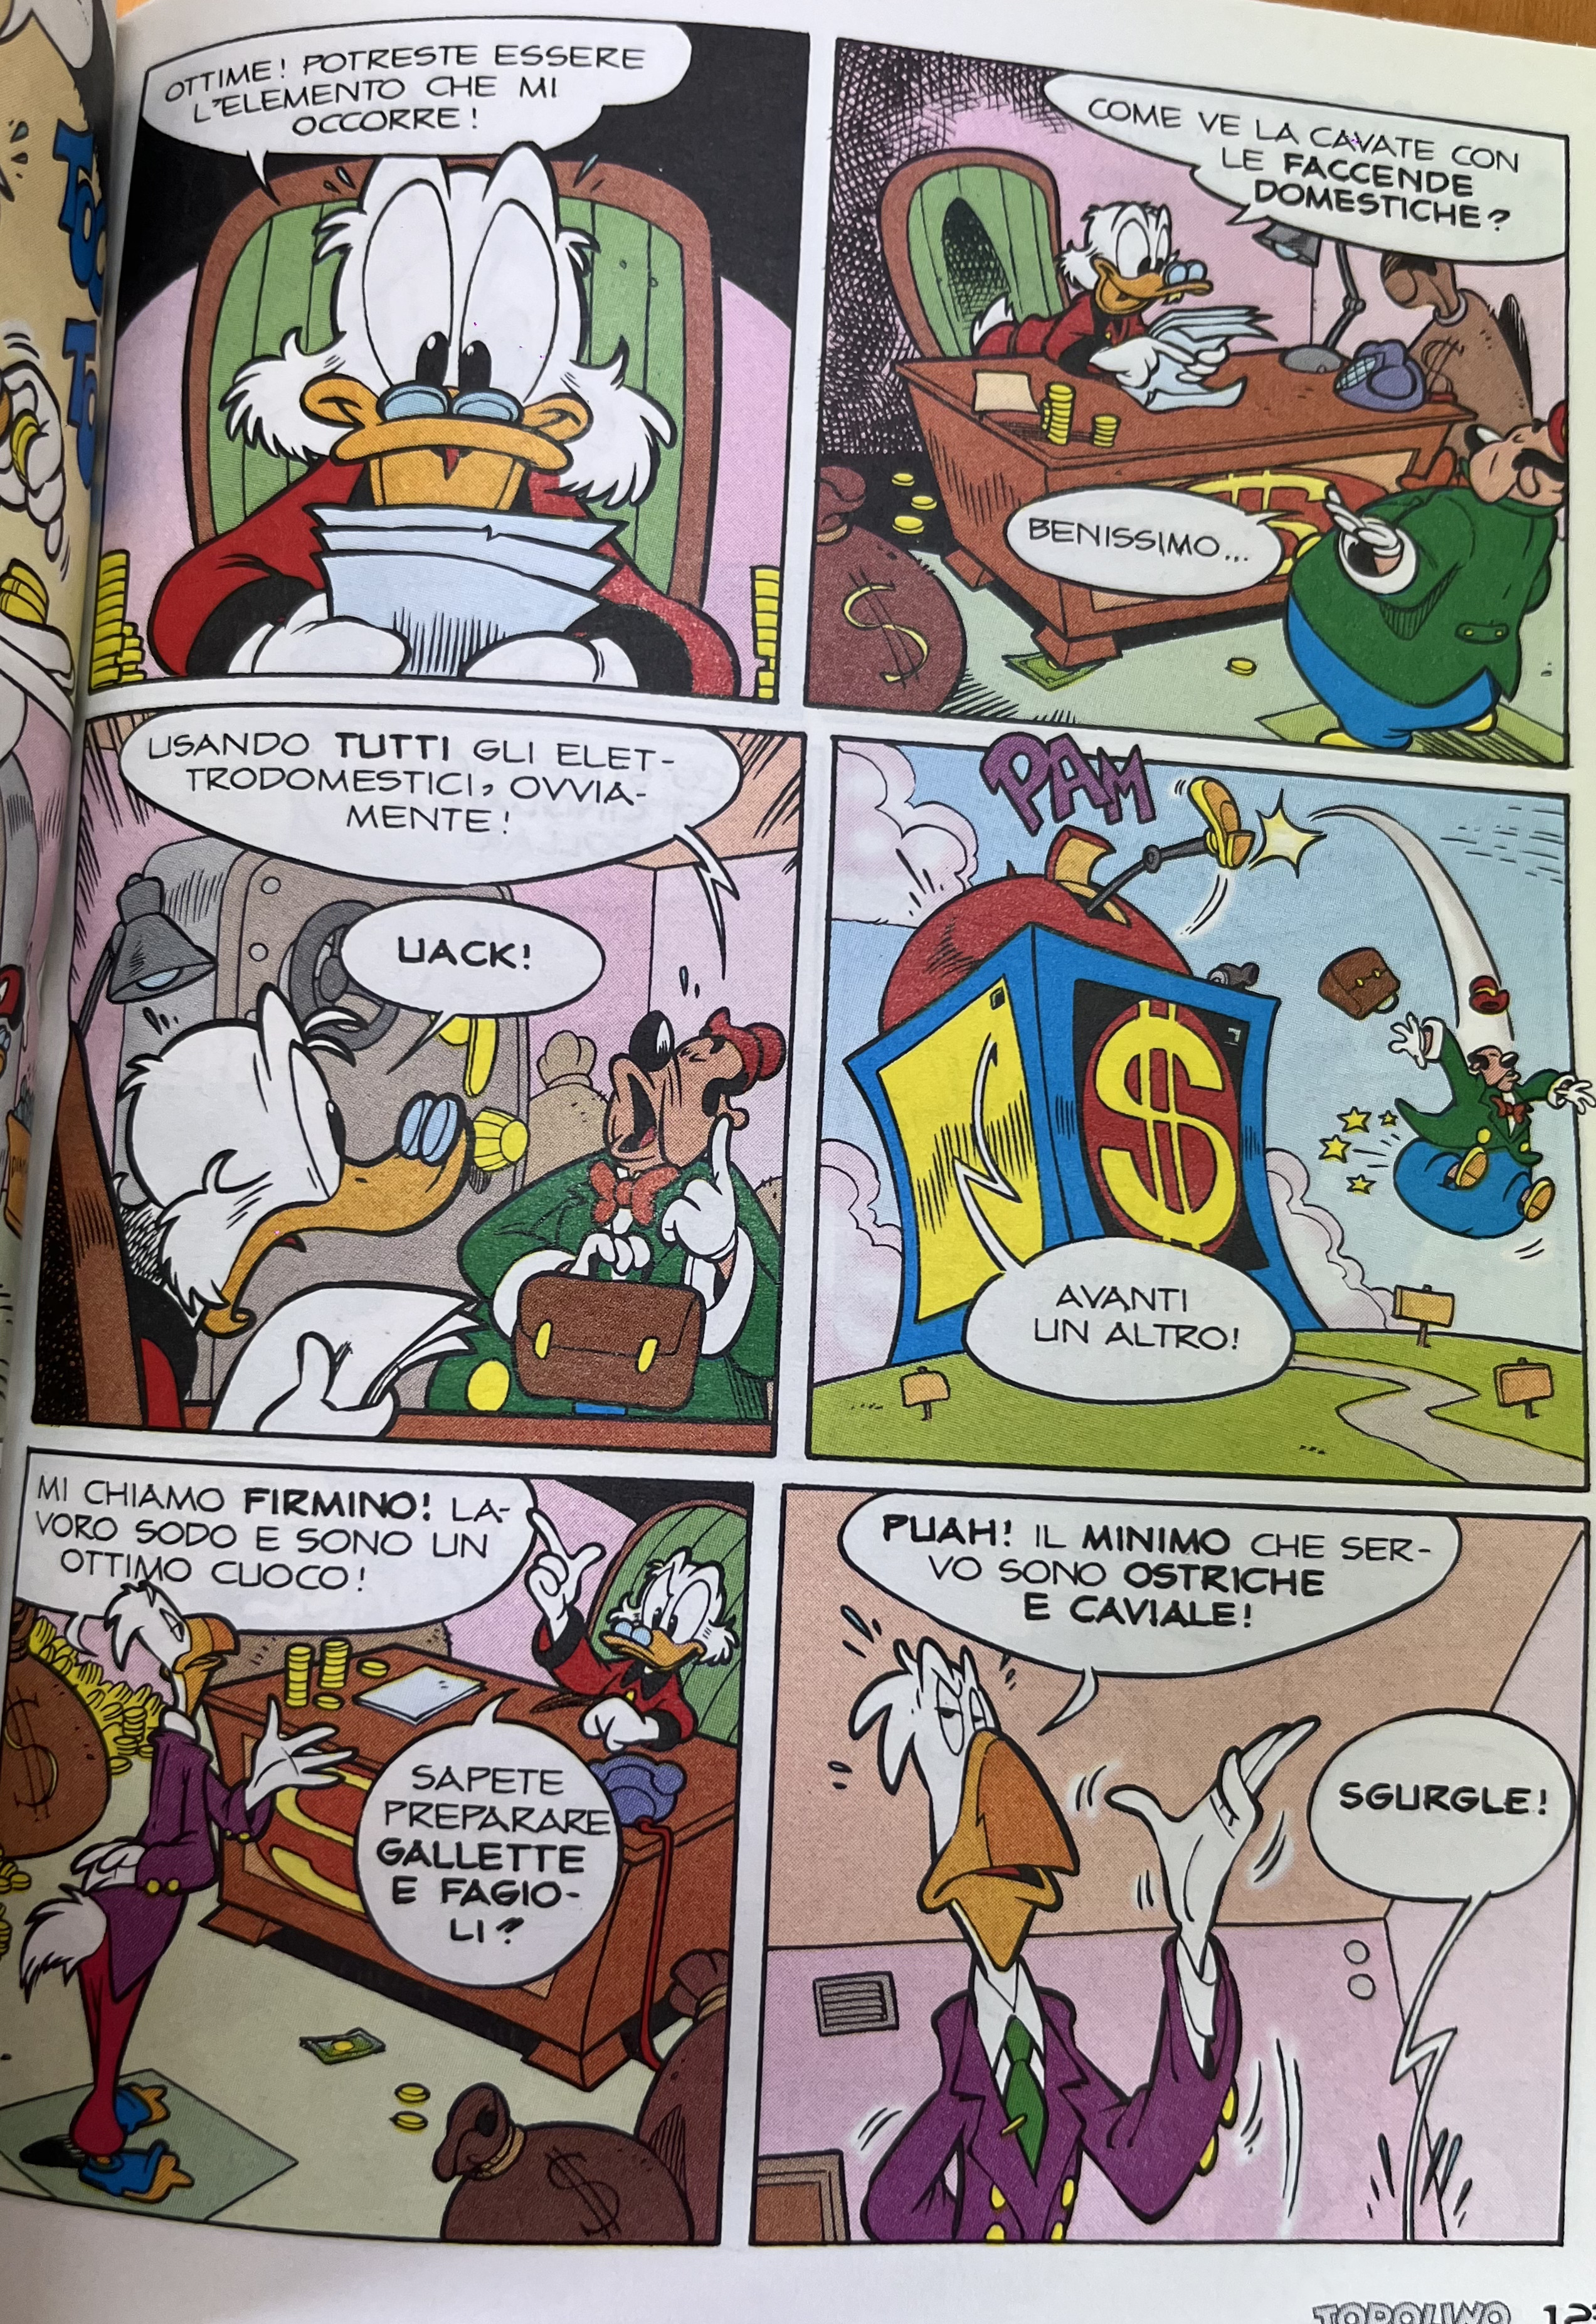 OTTIME! POTRESTE ESSERE
L'ELEMENTO CHE MI
OCCORRE!
COME VE LA CAVATE CON
LE FACCENDE
DOMESTICHE?
BENISSIMO...
USANDO TUTTI GLI ELET-
TRODOMESTICI, OVVIA-
MENTE!
UACK!
PAM
AVANTI
UN ALTRO!
MI CHIAMO FIRMINO! LA-
VORO SODO E SONO UN
OTTIMO CUOCO!
SAPETE
PREPARARE
GALLETTE
E FAGIO-
LI?
PUAH! IL MINIMO CHE SER-
VO SONO OSTRICHE
E CAVIALE!
SGURGLE!
TOPOLINO